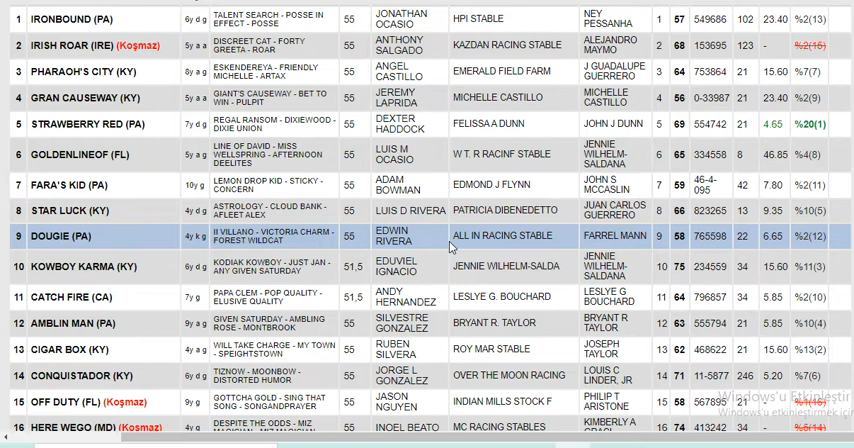 1 IRONBOUND (PA) 6y d g TALENT SEARCH - POSSE IN EFFECT - POSSE 55 JONATHAN OCASIO HPI STABLE NEY PESSANHA 1 57 549686 102 23.40 %2(13)
2 IRISH ROAR (IRE) (Koşmaz) 5y a a DISCREET CAT - FORTY GREETA - ROAR 55 ANTHONY SALGADO KAZDAN RACING STABLE ALEJANDRO MAYMO 2 68 153695 123 - %2(15)
3 PHARAOH'S CITY (KY) 8y a g ESKENDEREYA - FRIENDLY MICHELLE - ARTAX 55 ANGEL CASTILLO EMERALD FIELD FARM J GUADALUPE GUERRERO 3 64 753864 21 15.60 %7(7)
4 GRAN CAUSEWAY (KY) 5y a a GIANT'S CAUSEWAY - BET TO WIN - PULPIT 55 JEREMY LAPRIDA MICHELLE CASTILLO MICHELLE CASTILLO 4 56 0-33987 21 23.40 %2(9)
5 STRAWBERRY RED (PA) 7y d g REGAL RANSOM - DIXIEWOOD - DIXIE UNION 55 DEXTER HADDOCK FELISSA A DUNN JOHN J DUNN 5 69 554742 21 4.65 %20(1)
6 GOLDENLINEOF (FL) 5y a g LINE OF DAVID - MISS WELLSPRING - AFTERNOON DEELITES 55 LUIS M OCASIO W T. R RACINF STABLE JENNIE WILHELM-SALDANA 6 65 334558 8 46.85 %4(8)
7 FARA'S KID (PA) 10y g LEMON DROP KID - STICKY - CONCERN 55 ADAM BOWMAN EDMOND J FLYNN JOHN S MCCASLIN 7 59 46-4-095 42 7.80 %2(11)
8 STAR LUCK (KY) 4y d g ASTROLOGY - CLOUD BANK - AFLEET ALEX 55 LUIS D RIVERA PATRICIA DIBENEDETTO JUAN CARLOS GUERRERO 8 66 823265 13 9.35 %10(5)
9 DOUGIE (PA) 4y k g II VILLANO - VICTORIA CHARM - FOREST WILDCAT 55 EDWIN RIVERA ALL IN RACING STABLE FARREL MANN 9 58 765598 22 6.65 %2(12)
10 KOWBOY KARMA (KY) 6y d g KODIAK KOWBOY - JUST JAN - ANY GIVEN SATURDAY 51,5 EDUVIEL IGNACIO JENNIE WILHELM-SALDA JENNIE WILHELM-SALDANA 10 75 234559 34 15.60 %11(3)
11 CATCH FIRE (CA) 7y g PAPA CLEM - POP QUALITY - ELUSIVE QUALITY 51,5 ANDY HERNANDEZ LESLYE G. BOUCHARD LESLYE G BOUCHARD 11 64 796857 34 5.85 %2(10)
12 AMBLIN MAN (PA) 9y a g GIVEN SATURDAY - AMBLING ROSE - MONTBROOK 55 SILVESTRE GONZALEZ BRYANT R. TAYLOR BRYANT R TAYLOR 12 63 555794 21 5.85 %10(4)
13 CIGAR BOX (KY) 4y a g WILL TAKE CHARGE - MY TOWN - SPEIGHTSTOWN 55 RUBEN SILVERA ROY MAR STABLE JOSEPH TAYLOR 13 62 468622 21 15.60 %13(2)
14 CONQUISTADOR (KY) 6y d g TIZNOW - MOONBOW - DISTORTED HUMOR 55 JORGE L GONZALEZ OVER THE MOON RACING LOUIS C LINDER, JR 14 71 11-5877 246 5.20 %7(6)
15 OFF DUTY (FL) (Koşmaz) 9y g GOTTCHA GOLD - SING THAT SONG - SONGANDPRAYER 55 JASON NGUYEN INDIAN MILLS STOCK F PHILIP T ARISTONE 15 58 567895 21 - %1(16)
16 HERE WEGO (MD) (Koşmaz) 4y a g DESPITE THE ODDS - MIZ 55 INOEL BEATO MC RACING STABLES KIMBERLY A 16 74 413242 34 - %5(14)
Windows'u Etkinleştir
Windows'u etkinleştirmek için